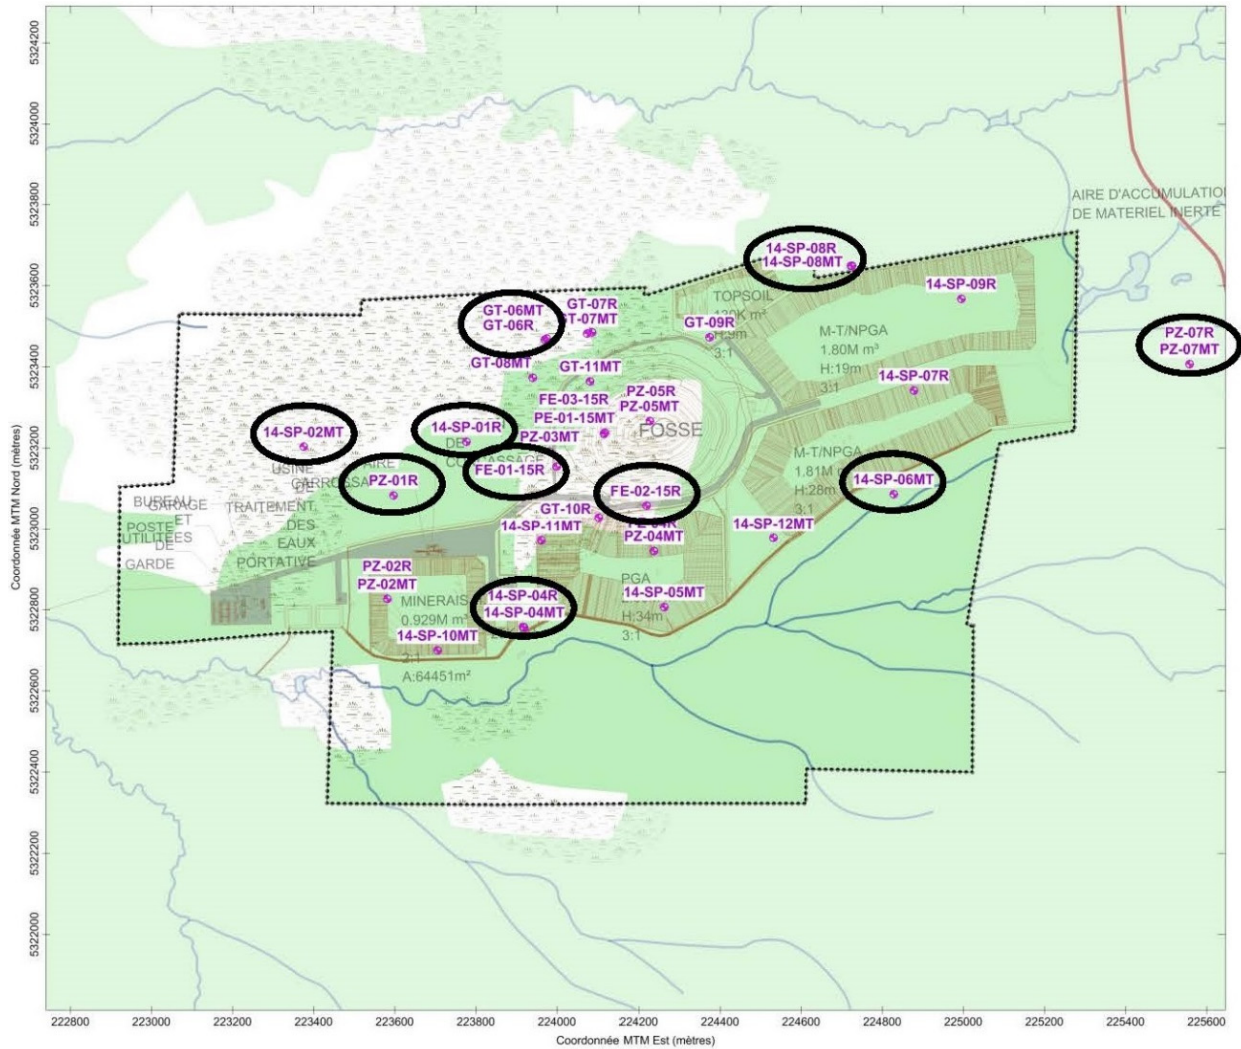 5324200
5324000
5323800
5323600
5323400
5323200
5323000
5322800
5322600
5322400
5322200
5322000
Coordonnée MTM Nord (mètres)
AIRE D'ACCUMULATION
DE MATERIEL INERTE
14-SP-08R
14-SP-08MT
14-SP-09R
TOPSOIL
H:9m
3:1
GT-06MT
GT-06R
GT-07R
GT-07MT
GT-09R
M-T/NPGA
1.80M m³
H:19m
3:1
PZ-07R
PZ-07MT
GT-08MT
GT-11MT
14-SP-07R
FE-03-15R
PE-01-15MT
PZ-05R
PZ-05MT
FOSSE
PZ-03MT
14-SP-02MT
14-SP-01R
FE-01-15R
M-T/NPGA
1.81M m³
H:28m
3:1
14-SP-06MT
USINE
DE
TRAITEMENT
DES
EAUX
PORTATIVE
AIRE
PZ-01R
BUREAU
ET
UTILITEES
GARAGE
POSTE
DE
GARDE
FE-02-15R
GT-10R
14-SP-11MT
PZ-04MT
14-SP-12MT
PZ-02R
PZ-02MT
MINERAIS
0.929M m³
A:64451m²
14-SP-10MT
14-SP-04R
14-SP-04MT
PGA
H:34m
3:1
14-SP-05MT
222800
223000
223200
223400
223600
223800
224000
224200
224400
224600
224800
225000
225200
225400
225600
Coordonnée MTM Est (mètres)